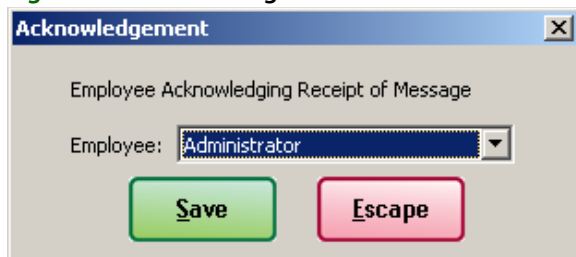 Acknowledgement
Employee Acknowledging Receipt of Message
Employee: Administrator
Save Escape